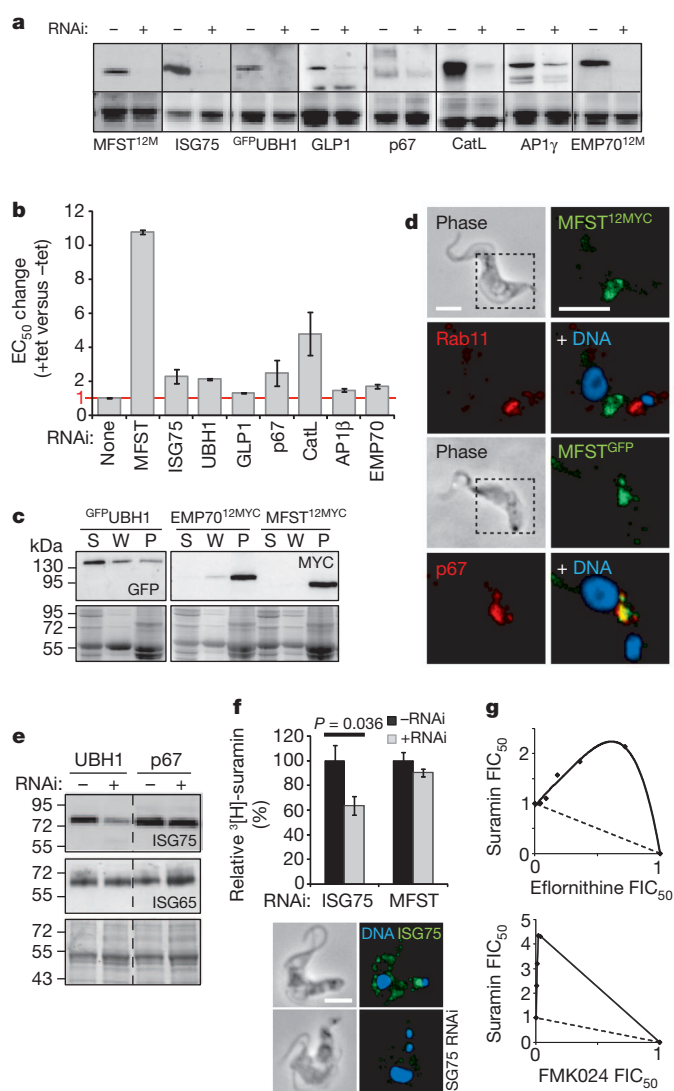 a
RNAi: – + – + – + – + – + – + – + – +
MFST12M ISG75 GFPUBH1 GLP1 p67 CatL AP1γ EMP7012M
b
EC50 change
(+tet versus –tet)
12
10
8
6
4
2
1
0
RNAi: None MFST ISG75 UBH1 GLP1 p67 CatL AP1β EMP70
c
GFPUBH1 EMP7012MYC MFST12MYC
S W P S W P S W P
kDa
130
95
GFP
MYC
95
72
55
d
Phase
MFST12MYC
Rab11
+ DNA
Phase
MFSTGFP
p67
+ DNA
e
UBH1 p67
RNAi: – + – +
95
72
55
ISG75
72
55
ISG65
72
55
43
f
P = 0.036
–RNAi
+RNAi
Relative 3[H]-suramin
(%)
120
100
80
60
40
20
0
RNAi: ISG75 MFST
DNA ISG75
SG75 RNAi
g
Suramin FIC50
2
1
0
0 1
Eflornithine FIC50
Suramin FIC50
5
4
3
2
1
0
0 1
FMK024 FIC50